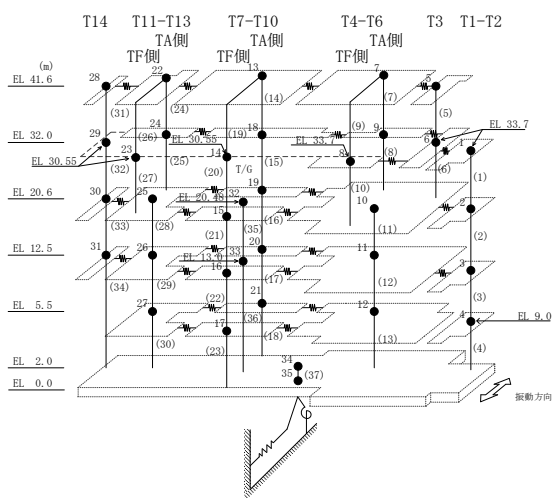 T14 T11−T13 T7−T10 T4−T6 T3 T1−T2
TA側 TA側 TA側
TF側 TF側 TF側
(m)
EL 41.6 28 22 13 7 5
(31) (24) (14) (7) (5)
EL 32.0 29 24 (26) EL 30.55 (19) 18 EL 33.7 (9) 9 6 1 EL 33.7
EL 30.55 (32) 23 (25) 14 (15) 8 (8) (6)
(27) (20) T/G (10) (1)
EL 20.6 30 25 EL 20.48 32 19 10 2
(33) (28) 15 (35) (16) (11) (2)
EL 12.5 31 26 (21) 33 20 11 3
EL 13.0
(34) (29) 16 (17) (12) (3)
EL 5.5 27 (22) (36) 21 12 4 EL 9.0
(30) 17 (18) (13) (4)
(23)
EL 2.0 34
EL 0.0 35 (37)
振動方向